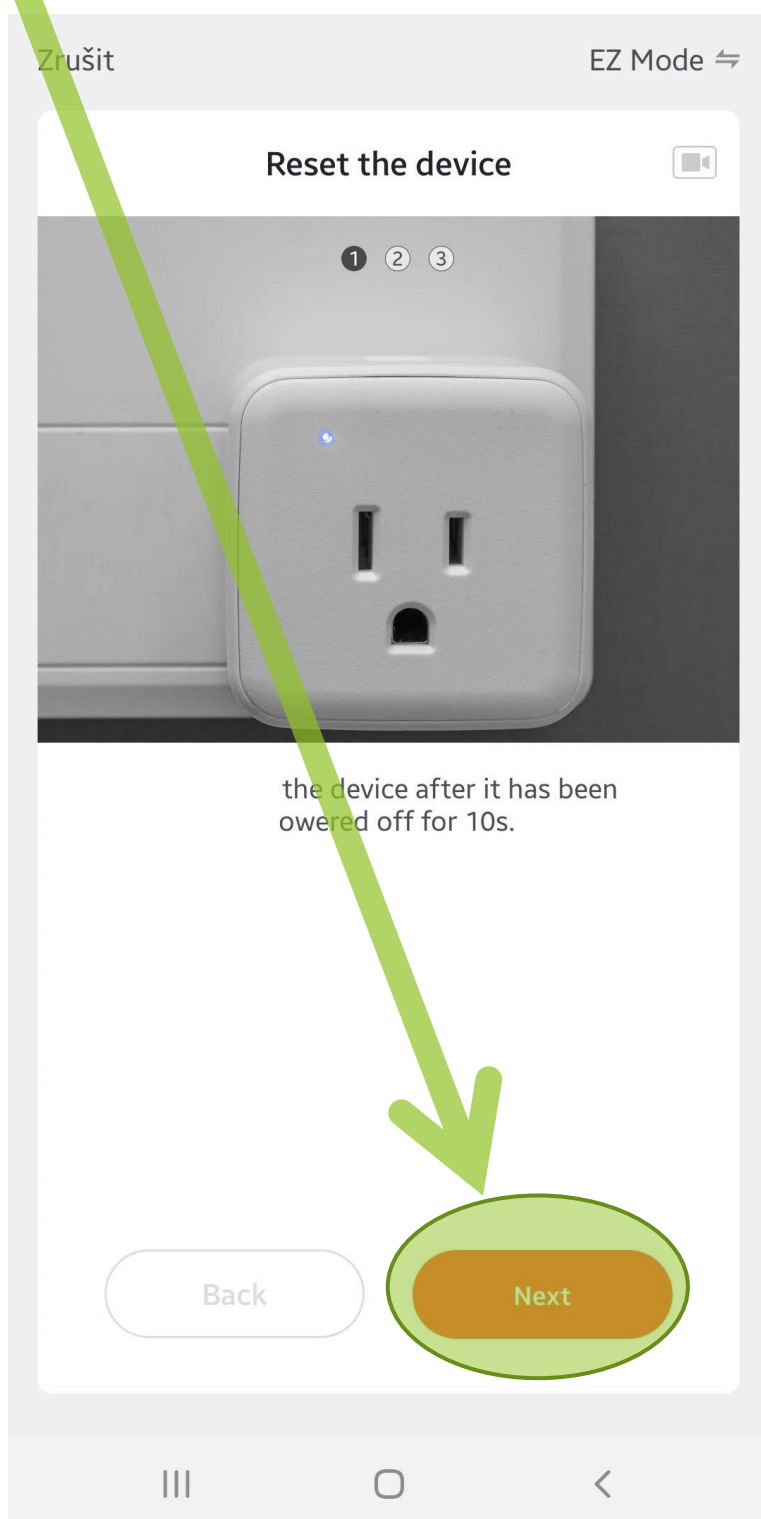 Zrušit
EZ Mode
Reset the device
1 2 3
the device after it has been
owered off for 10s.
Back
Next